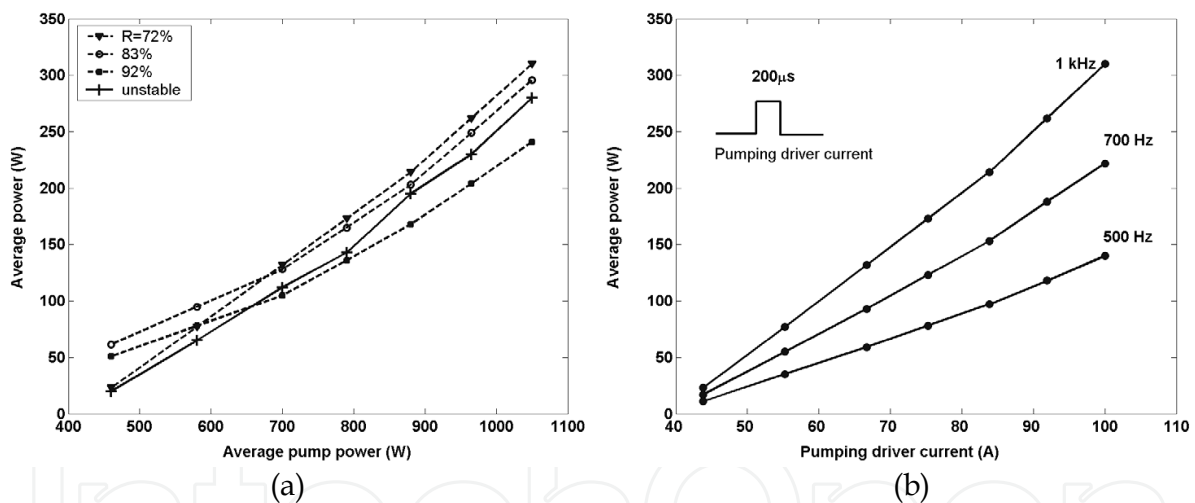 350
300
250
200
150
100
50
0
Average power (W)
R=72%
83%
92%
unstable
400 500 600 700 800 900 1000 1100
Average pump power (W)
(a)
350
300
250
200
150
100
50
0
Average power (W)
200μs
Pumping driver current
1 kHz
700 Hz
500 Hz
40 50 60 70 80 90 100 110
Pumping driver current (A)
(b)